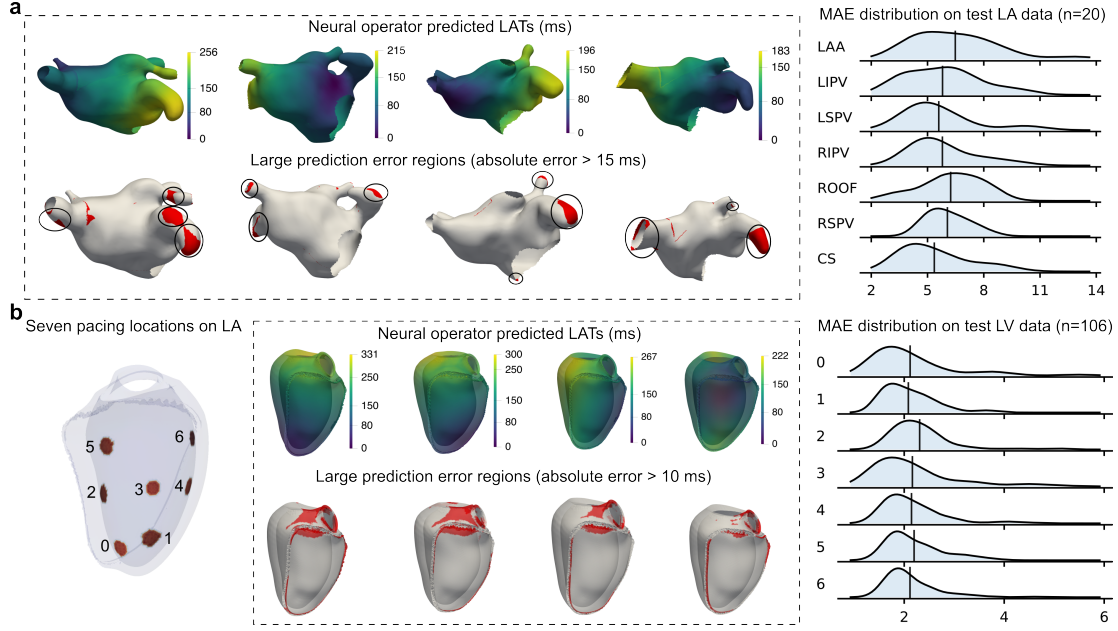 a
Neural operator predicted LATs (ms)
256
150
80
0
215
150
80
0
196
150
80
0
183
150
80
0
Large prediction error regions (absolute error > 15 ms)
MAE distribution on test LA data (n=20)
LAA
LIPV
LSPV
RIPV
ROOF
RSPV
CS
2 5 8 11 14
b
Seven pacing locations on LA
5
6
2
3
4
0
1
Neural operator predicted LATs (ms)
331
250
150
80
0
300
250
150
80
0
267
150
80
0
222
150
80
0
Large prediction error regions (absolute error > 10 ms)
MAE distribution on test LV data (n=106)
0
1
2
3
4
5
6
2 4 6